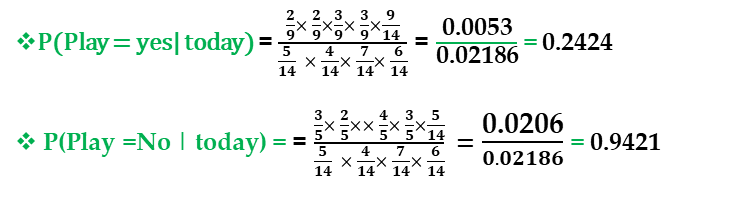 ❖P(Play= yes| today) = (2/9 × 2/9 × 3/9 × 3/9 × 9/14) / (5/14 × 4/14 × 7/14 × 6/14) = 0.0053/0.02186 = 0.2424
❖ P(Play =No | today) = = (3/5 × 2/5 ×× 4/5 × 3/5 × 5/14) / (5/14 × 4/14 × 7/14 × 6/14) = 0.0206/0.02186 = 0.9421